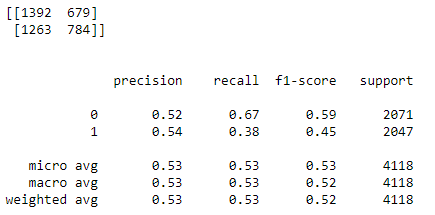 [[1392 679]
[1263 784]]
precision recall f1-score support
0 0.52 0.67 0.59 2071
1 0.54 0.38 0.45 2047
micro avg 0.53 0.53 0.53 4118
macro avg 0.53 0.53 0.52 4118
weighted avg 0.53 0.53 0.52 4118